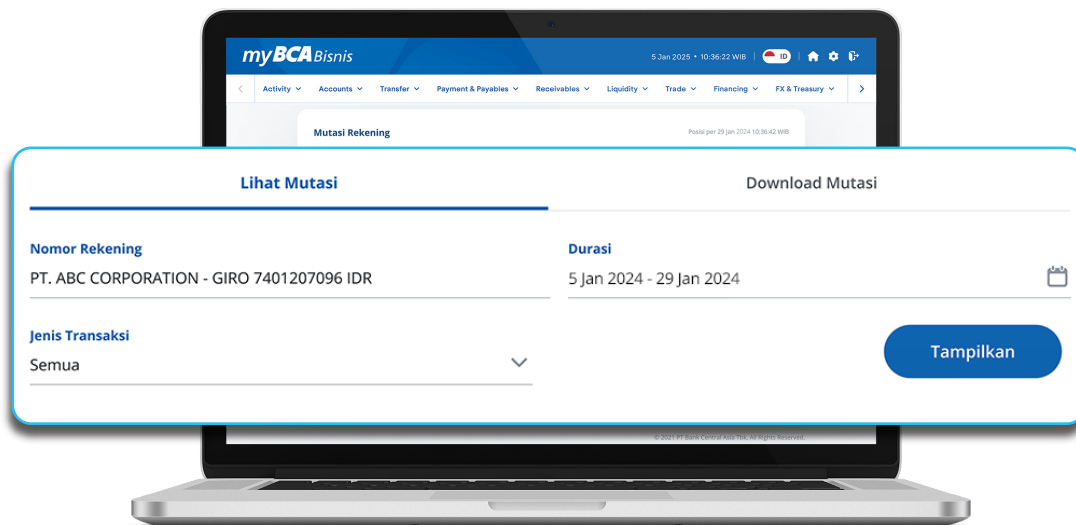 myBCA Bisnis
5 Jan 2025 • 10:36:22 WIB | ID
Activity Accounts Transfer Payment & Payables Receivables Liquidity Trade Financing FX & Treasury
Mutasi Rekening
Posisi per 29 Jan 2024 10:36:42 WIB
Lihat Mutasi
Download Mutasi
Nomor Rekening
PT. ABC CORPORATION - GIRO 7401207096 IDR
Durasi
5 Jan 2024 - 29 Jan 2024
Jenis Transaksi
Semua
Tampilkan
© 2021 PT Bank Central Asia Tbk, All Rights Reserved.